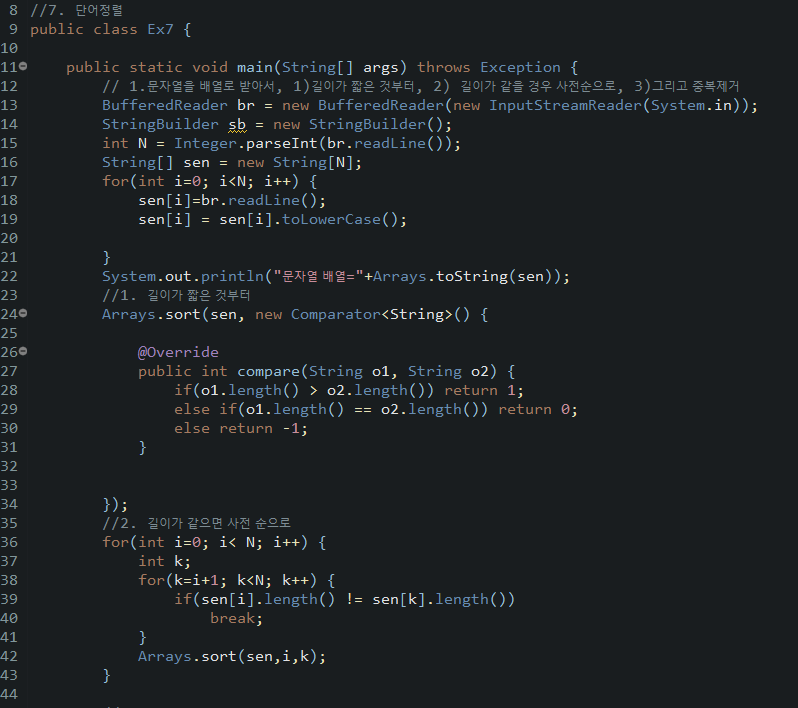 8 //7. 단어정렬
9 public class Ex7 {
10
11 public static void main(String[] args) throws Exception {
12 // 1.문자열을 배열로 받아서, 1)길이가 짧은 것부터, 2) 길이가 같을 경우 사전순으로, 3)그리고 중복제거
13 BufferedReader br = new BufferedReader(new InputStreamReader(System.in));
14 StringBuilder sb = new StringBuilder();
15 int N = Integer.parseInt(br.readLine());
16 String[] sen = new String[N];
17 for(int i=0; i<N; i++) {
18 sen[i]=br.readLine();
19 sen[i] = sen[i].toLowerCase();
20
21 }
22 System.out.println("문자열 배열="+Arrays.toString(sen));
23 //1. 길이가 짧은 것부터
24 Arrays.sort(sen, new Comparator<String>() {
25
26 @Override
27 public int compare(String o1, String o2) {
28 if(o1.length() > o2.length()) return 1;
29 else if(o1.length() == o2.length()) return 0;
30 else return -1;
31 }
32
33
34 });
35 //2. 길이가 같으면 사전 순으로
36 for(int i=0; i< N; i++) {
37 int k;
38 for(k=i+1; k<N; k++) {
39 if(sen[i].length() != sen[k].length())
40 break;
41 }
42 Arrays.sort(sen,i,k);
43 }
44